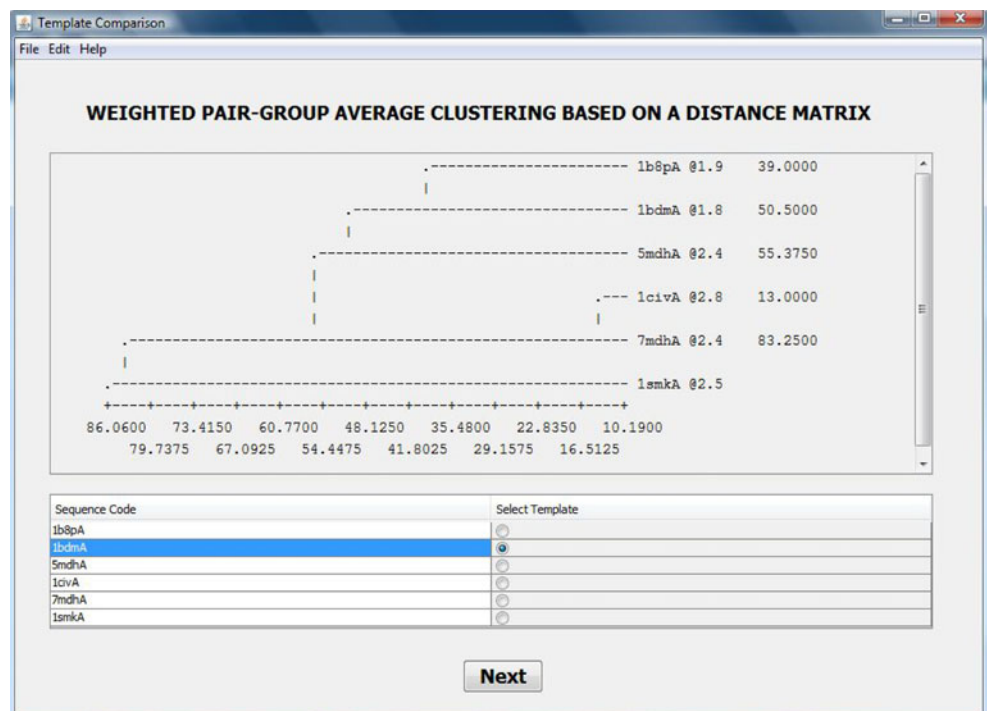 Template Comparison
File Edit Help
WEIGHTED PAIR-GROUP AVERAGE CLUSTERING BASED ON A DISTANCE MATRIX
.----------------------- 1b8pA @1.9    39.0000
|
.-------------------------------- 1bdmA @1.8    50.5000
|
.------------------------------------ 5mdhA @2.4    55.3750
|
|                                .--- 1civA @2.8    13.0000
|                                |
.---------------------------------------------------------- 7mdhA @2.4    83.2500
|
.------------------------------------------------------------ 1smkA @2.5
+----+----+----+----+----+----+----+----+----+----+----+----+
86.0600 73.4150 60.7700 48.1250 35.4800 22.8350 10.1900
79.7375 67.0925 54.4475 41.8025 29.1575 16.5125
Sequence Code Select Template
1b8pA
1bdmA
5mdhA
1civA
7mdhA
1smkA
Next